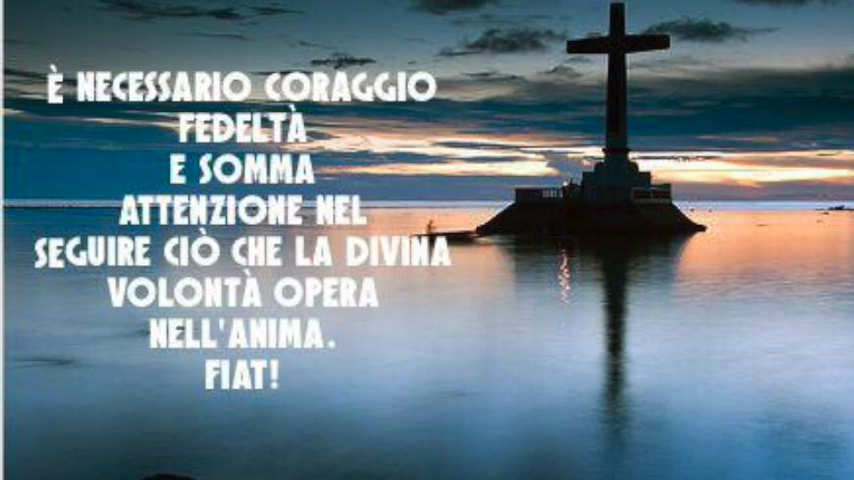 È NECESSARIO CORAGGIO
FEDELTÀ
E SOMMA
ATTENZIONE NEL
SEGUIRE CIÒ CHE LA DIVINA
VOLONTÀ OPERA
NELL'ANIMA.
FIAT!